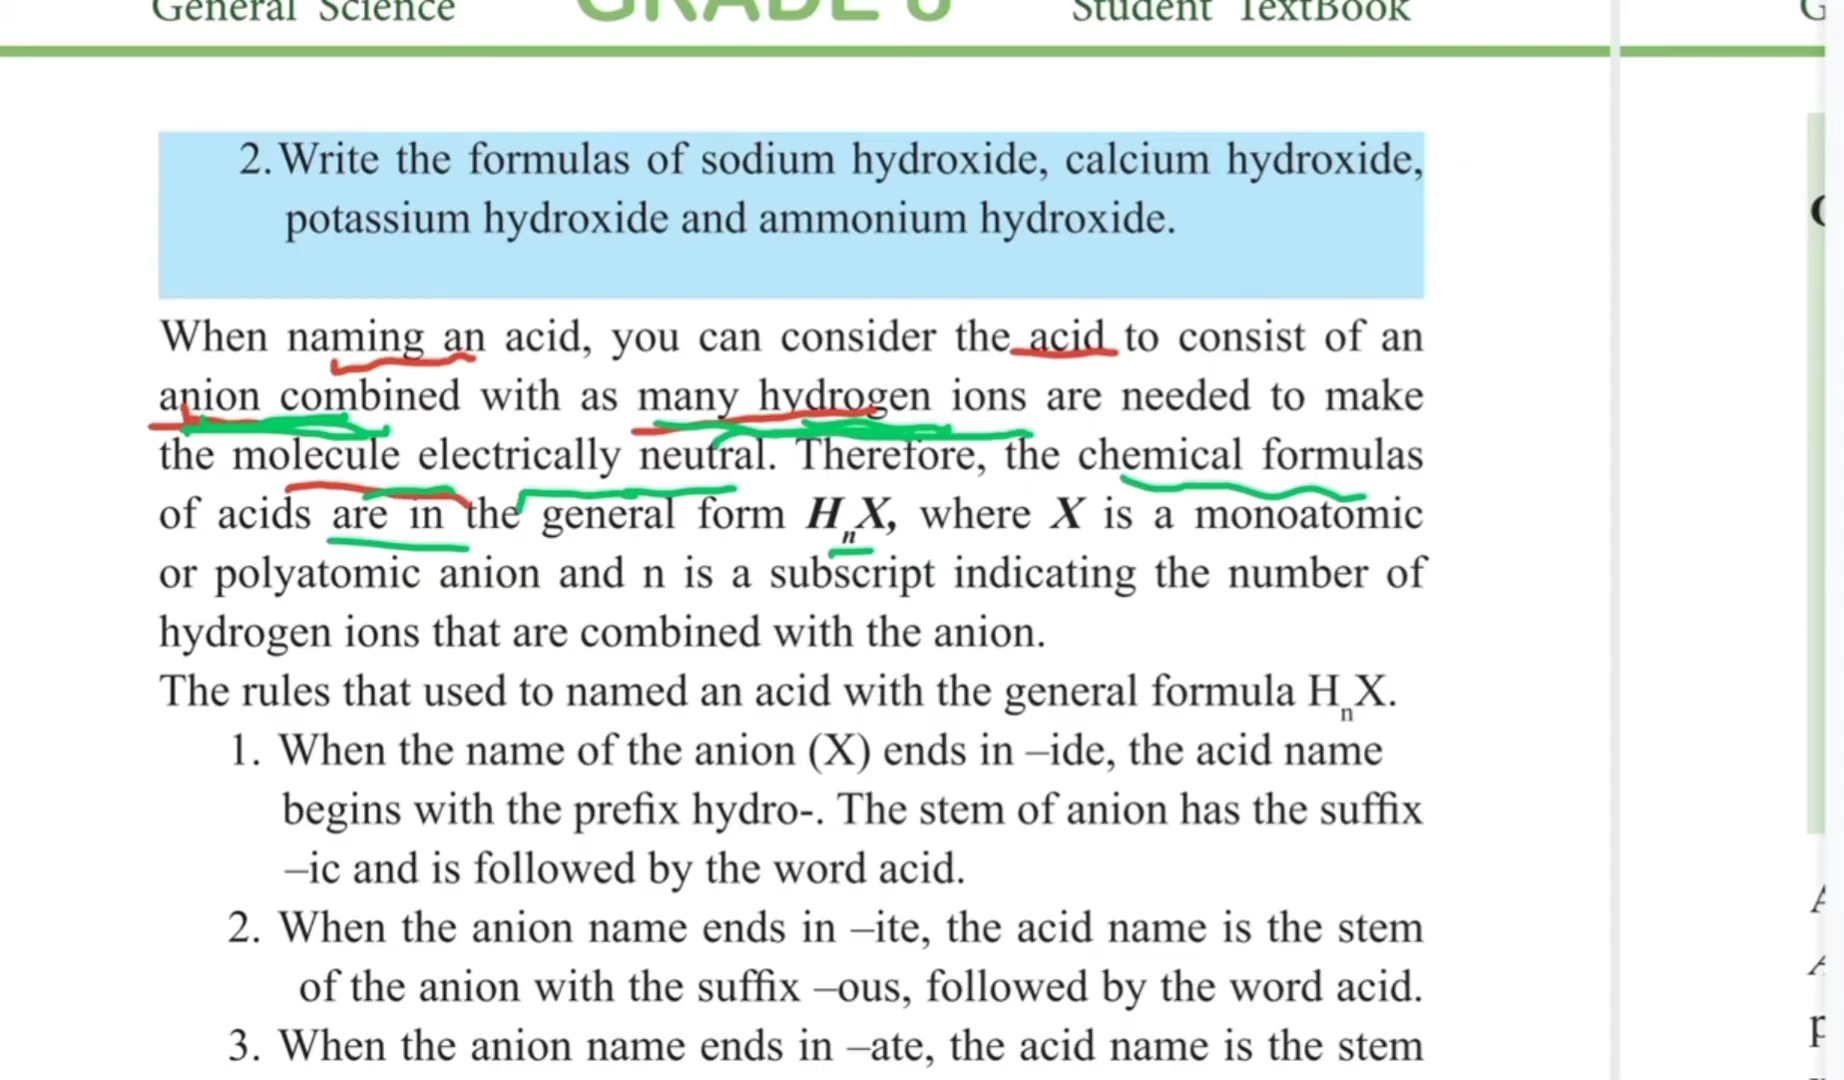 General Science GRADE 8 Student TextBook
2. Write the formulas of sodium hydroxide, calcium hydroxide,
potassium hydroxide and ammonium hydroxide.
When naming an acid, you can consider the acid to consist of an
anion combined with as many hydrogen ions are needed to make
the molecule electrically neutral. Therefore, the chemical formulas
of acids are in the general form HₙX, where X is a monoatomic
or polyatomic anion and n is a subscript indicating the number of
hydrogen ions that are combined with the anion.
The rules that used to named an acid with the general formula HₙX.
1. When the name of the anion (X) ends in –ide, the acid name
begins with the prefix hydro-. The stem of anion has the suffix
–ic and is followed by the word acid.
2. When the anion name ends in –ite, the acid name is the stem
of the anion with the suffix –ous, followed by the word acid.
3. When the anion name ends in –ate, the acid name is the stem